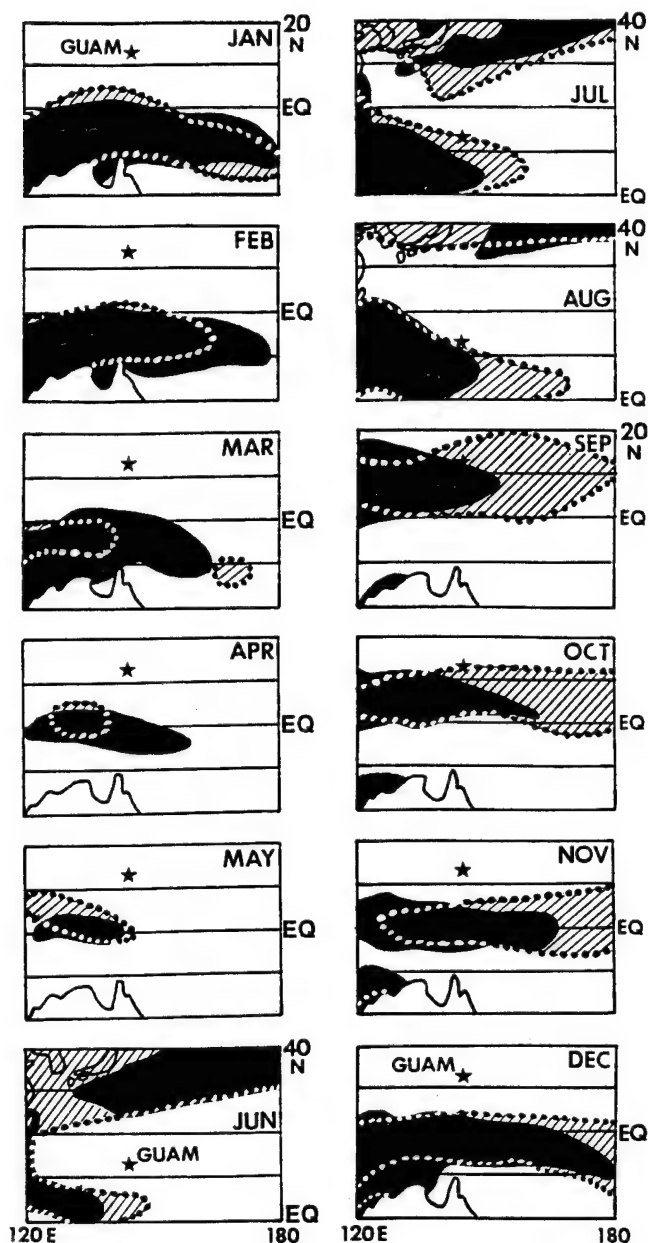 20
N
JAN
GUAM
EQ
FEB
EQ
MAR
EQ
APR
EQ
MAY
EQ
40
N
JUN
GUAM
EQ
120E
180
40
N
JUL
EQ
40
N
AUG
EQ
20
N
SEP
EQ
OCT
EQ
NOV
EQ
DEC
GUAM
EQ
120E
180